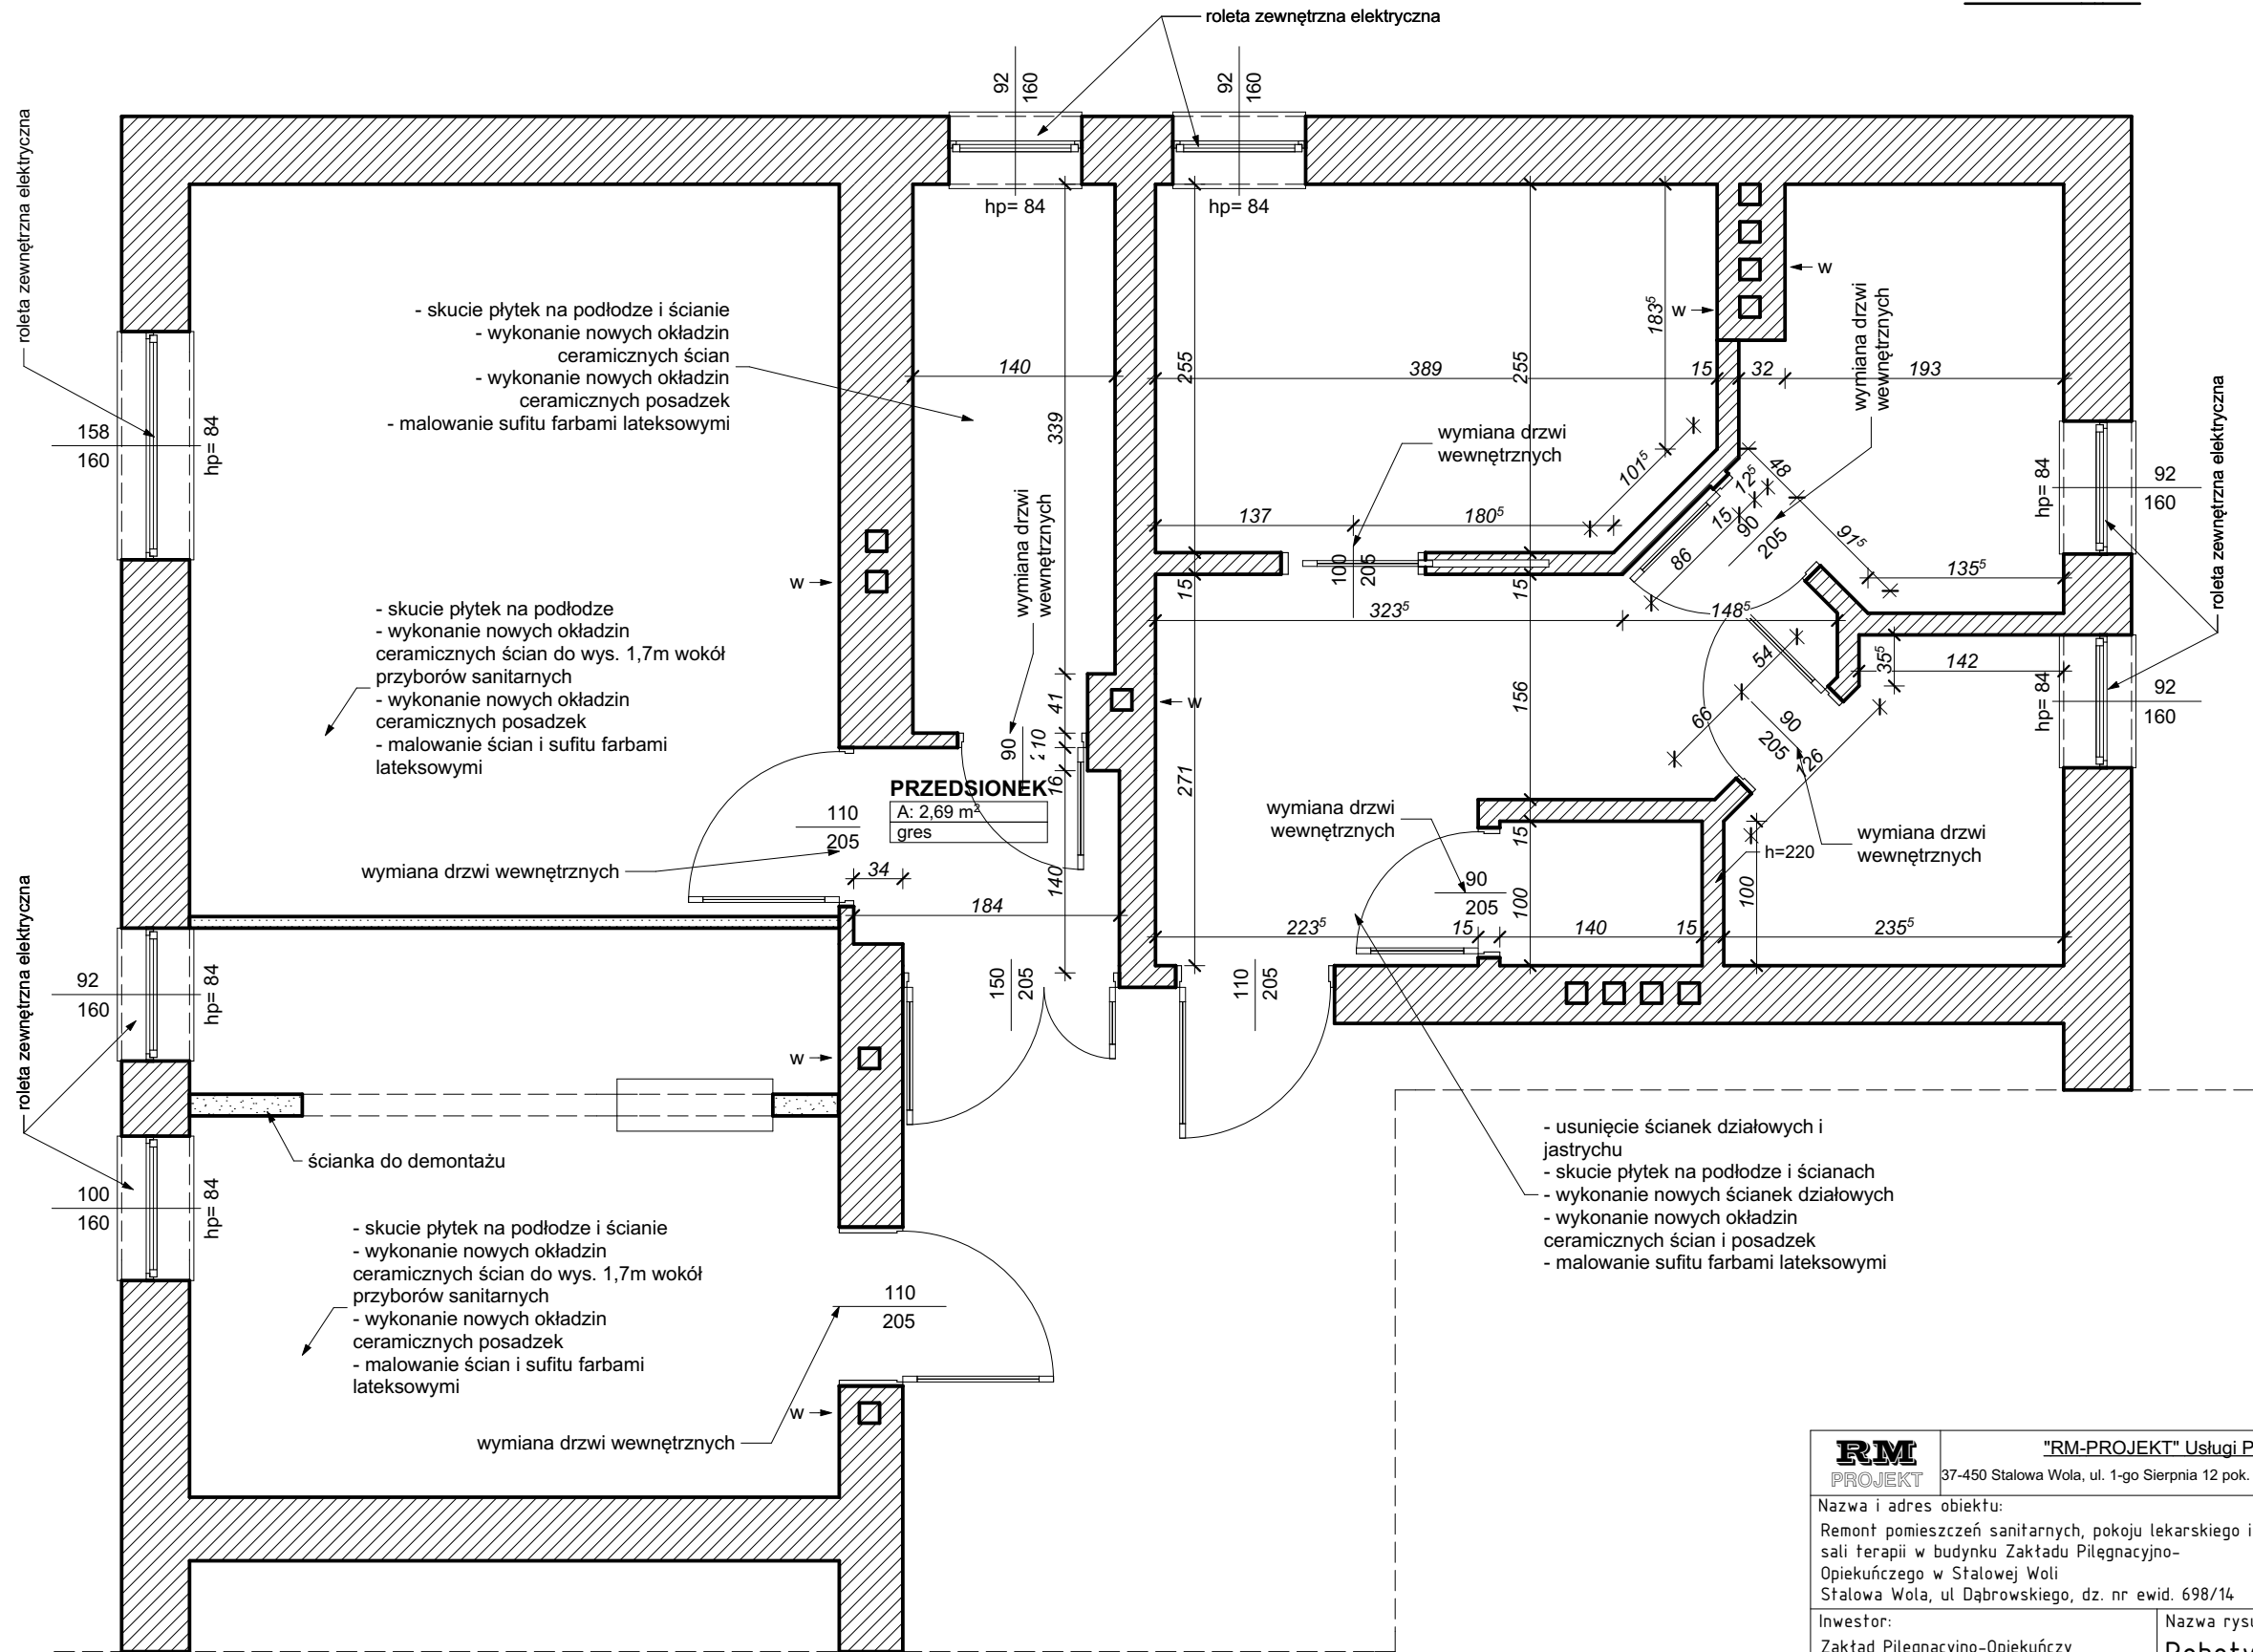 roleta zewnętrzna elektryczna
92
160
92
160
hp= 84
hp= 84
roleta zewnętrzna elektryczna
158
160
hp= 84
- skucie płytek na podłodze i ścianie
- wykonanie nowych okładzin
ceramicznych ścian
- wykonanie nowych okładzin
ceramicznych posadzek
- malowanie sufitu farbami lateksowymi
140
339
255
389
255
183⁵
15
32
193
w
w
wymiana drzwi
wewnętrznych
wymiana drzwi
wewnętrznych
101⁵
137
180⁵
100
205
15
15
323⁵
148⁵
48
12⁵
15
90
205
86
91⁵
135⁵
hp= 84
92
160
roleta zewnętrzna elektryczna
hp= 84
92
160
142
35⁵
54
66
90
205
126
156
wymiana drzwi
wewnętrznych
w
- skucie płytek na podłodze
- wykonanie nowych okładzin
ceramicznych ścian do wys. 1,7m wokół
przyborów sanitarnych
- wykonanie nowych okładzin
ceramicznych posadzek
- malowanie ścian i sufitu farbami
lateksowymi
w
41
10
16
90
PRZEDSIONEK
A: 2,69 m²
gres
110
205
wymiana drzwi wewnętrznych
34
184
140
271
wymiana drzwi
wewnętrznych
90
205
15
100
h=220
wymiana drzwi
wewnętrznych
100
223⁵
15
140
15
235⁵
150
205
110
205
roleta zewnętrzna elektryczna
92
160
hp= 84
w
ścianka do demontażu
100
160
hp= 84
- skucie płytek na podłodze i ścianie
- wykonanie nowych okładzin
ceramicznych ścian do wys. 1,7m wokół
przyborów sanitarnych
- wykonanie nowych okładzin
ceramicznych posadzek
- malowanie ścian i sufitu farbami
lateksowymi
110
205
w
wymiana drzwi wewnętrznych
- usunięcie ścianek działowych i
jastrychu
- skucie płytek na podłodze i ścianach
- wykonanie nowych ścianek działowych
- wykonanie nowych okładzin
ceramicznych ścian i posadzek
- malowanie sufitu farbami lateksowymi
RM
PROJEKT
"RM-PROJEKT" Usługi P
37-450 Stalowa Wola, ul. 1-go Sierpnia 12 pok.
Nazwa i adres obiektu:
Remont pomieszczeń sanitarnych, pokoju lekarskiego i
sali terapii w budynku Zakładu Pilęgnacyjno-
Opiekuńczego w Stalowej Woli
Stalowa Wola, ul Dąbrowskiego, dz. nr ewid. 698/14
Inwestor:
Zakład Pilęgnacyjno-Opiekuńczy
Nazwa rysu